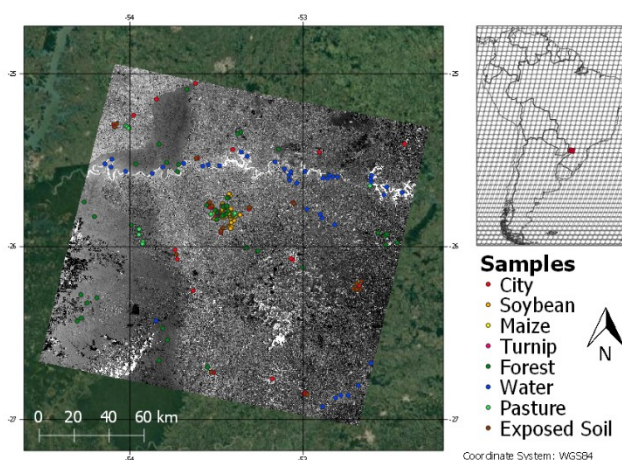 -54
-53
-25
-25
-26
-26
-27
-27
0 20 40 60 km
-54
-53
Samples
City
Soybean
Maize
Turnip
Forest
Water
Pasture
Exposed Soil
N
Coordinate System: WGS84